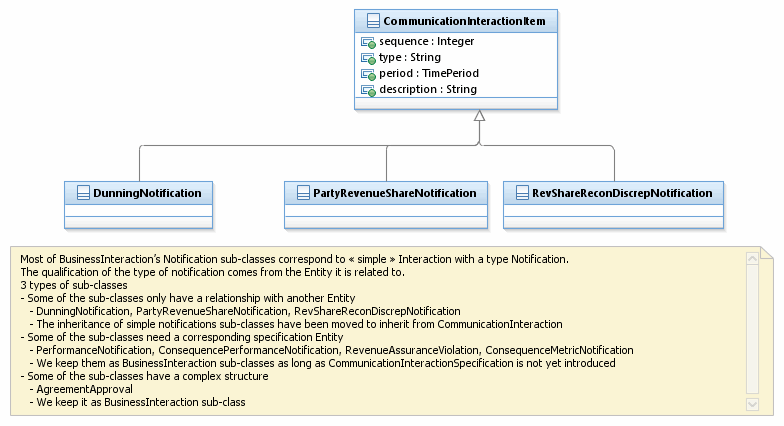 CommunicationInteractionItem
sequence : Integer
type : String
period : TimePeriod
description : String
DunningNotification
PartyRevenueShareNotification
RevShareReconDiscrepNotification
Most of BusinessInteraction's Notification sub-classes correspond to « simple » Interaction with a type Notification.
The qualification of the type of notification comes from the Entity it is related to.
3 types of sub-classes
- Some of the sub-classes only have a relationship with another Entity
- DunningNotification, PartyRevenueShareNotification, RevShareReconDiscrepNotification
- The inheritance of simple notifications sub-classes have been moved to inherit from CommunicationInteraction
- Some of the sub-classes need a corresponding specification Entity
- PerformanceNotification, ConsequencePerformanceNotification, RevenueAssuranceViolation, ConsequenceMetricNotification
- We keep them as BusinessInteraction sub-classes as long as CommunicationInteractionSpecification is not yet introduced
- Some of the sub-classes have a complex structure
- AgreementApproval
- We keep it as BusinessInteraction sub-class